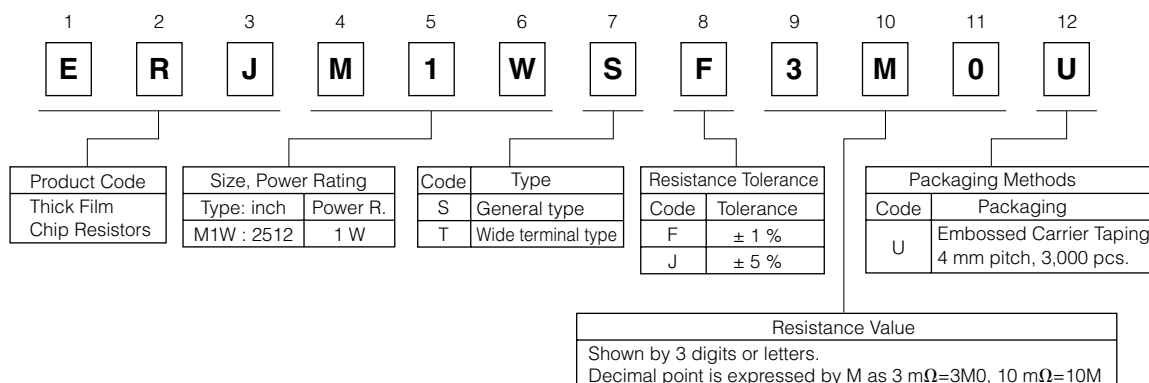 1 2 3 4 5 6 7 8 9 10 11 12
E R J M 1 W S F 3 M 0 U
Product Code
Thick Film
Chip Resistors
Size, Power Rating
Type: inch Power R.
M1W : 2512 1 W
Code Type
S General type
T Wide terminal type
Resistance Tolerance
Code Tolerance
F ± 1 %
J ± 5 %
Packaging Methods
Code Packaging
U Embossed Carrier Taping
4 mm pitch, 3,000 pcs.
Resistance Value
Shown by 3 digits or letters.
Decimal point is expressed by M as 3 mΩ=3M0, 10 mΩ=10M